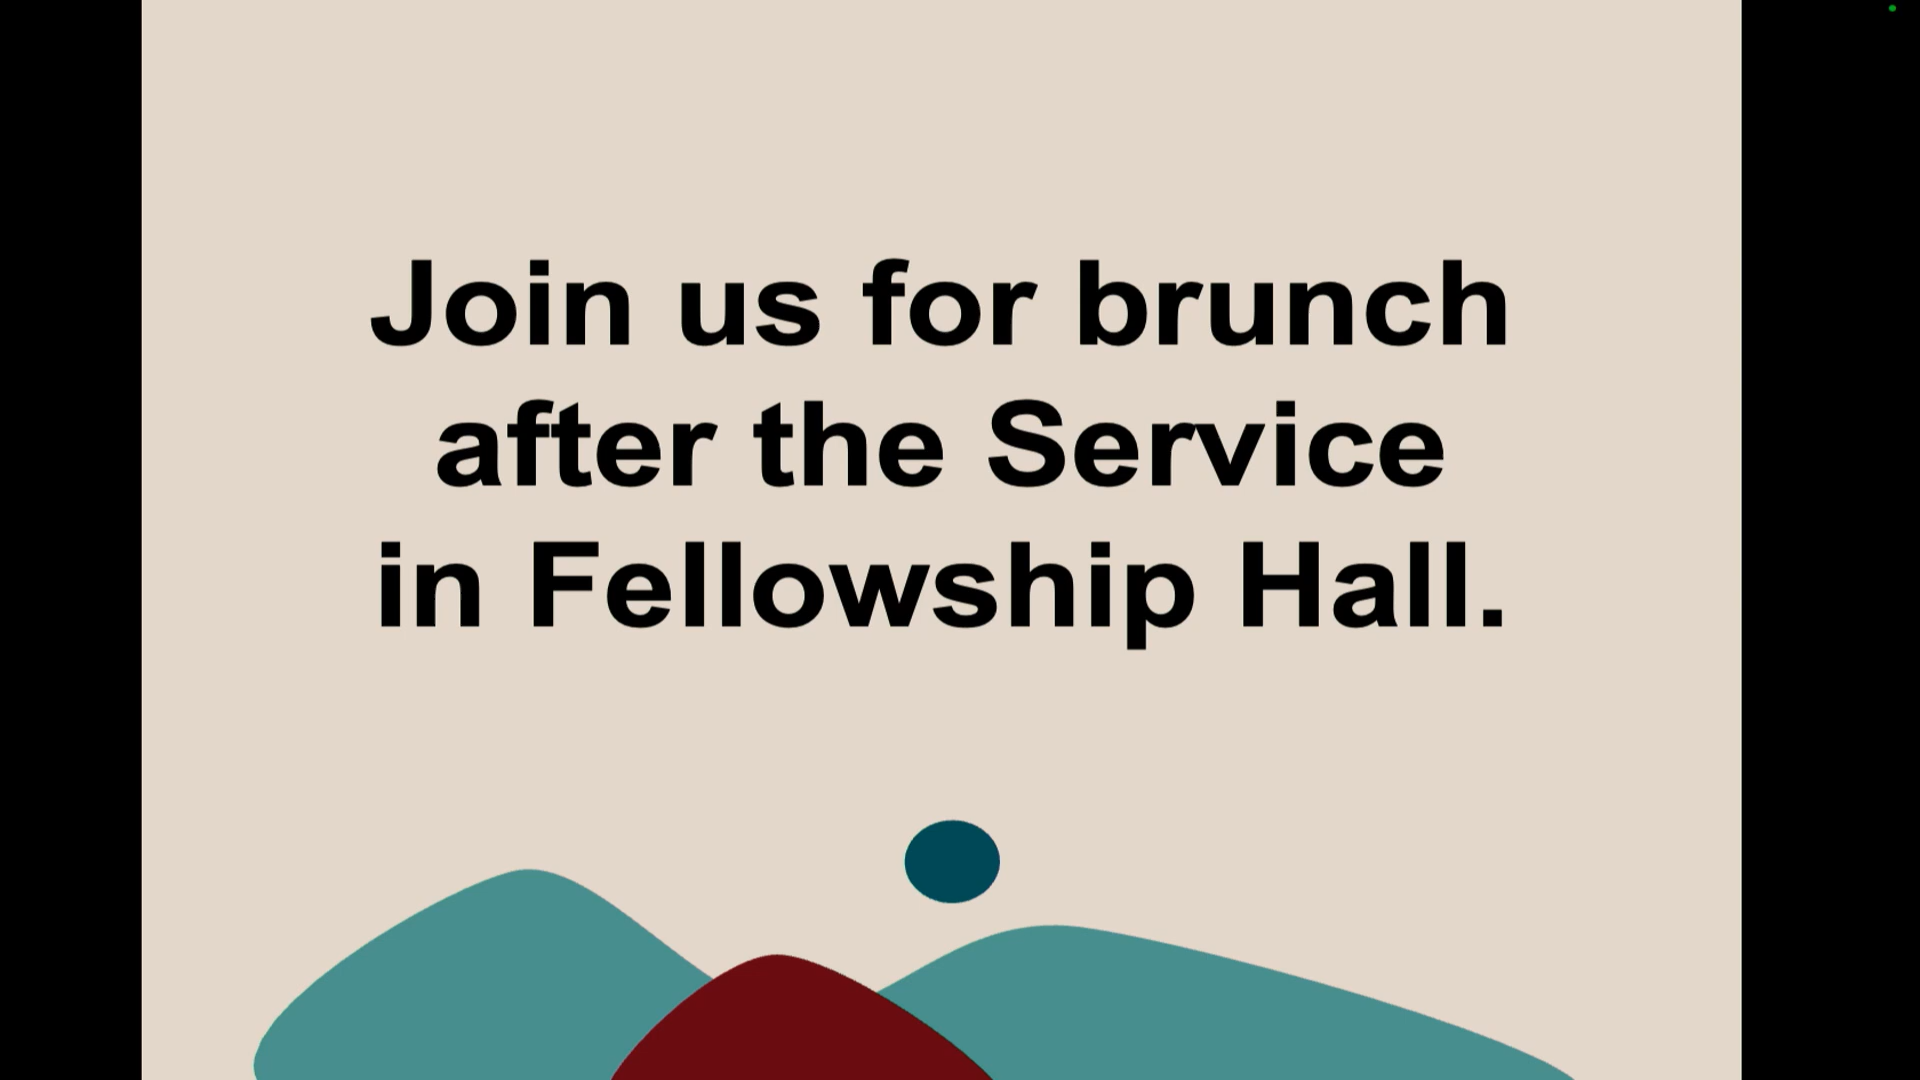 Join us for brunch
after the Service
in Fellowship Hall.